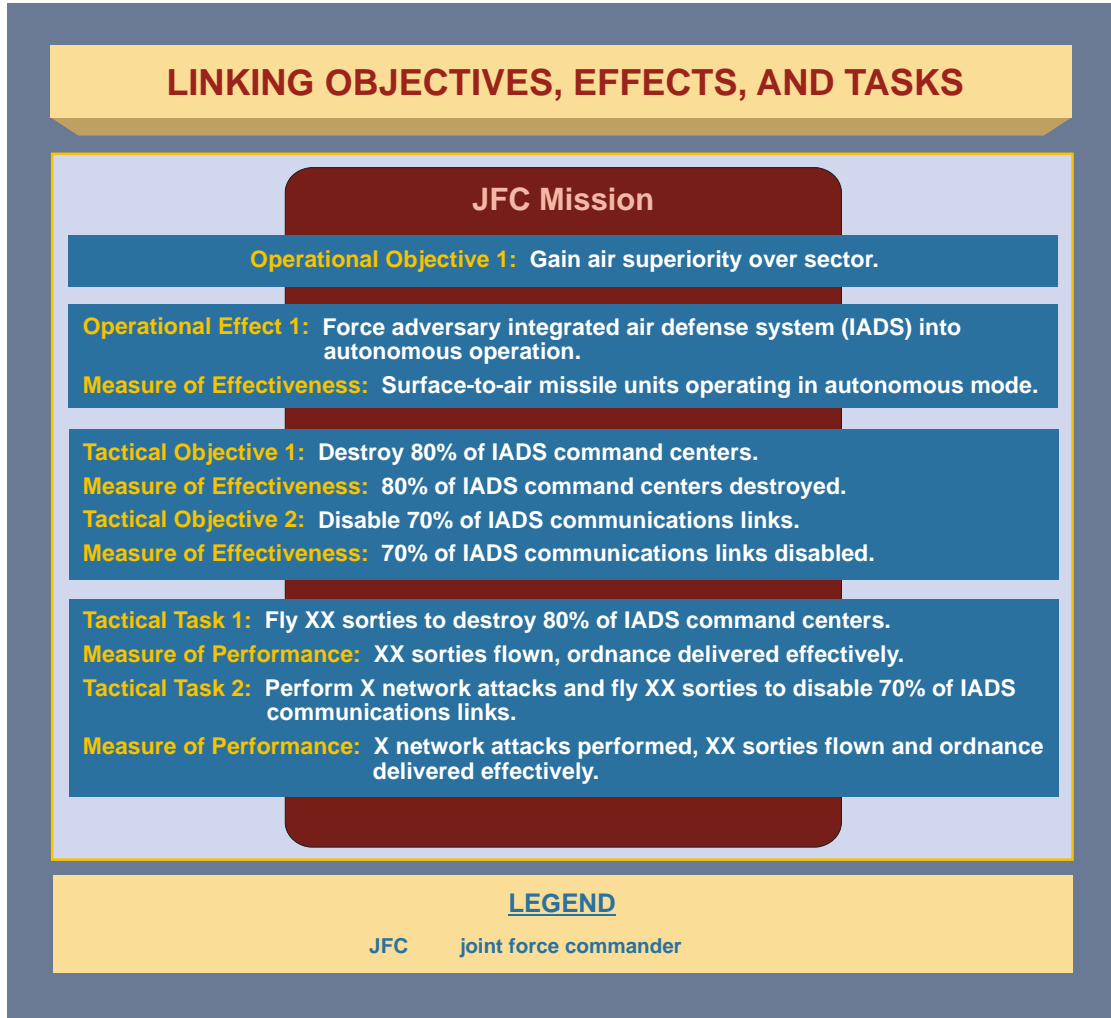 LINKING OBJECTIVES, EFFECTS, AND TASKS
JFC Mission
Operational Objective 1: Gain air superiority over sector.
Operational Effect 1: Force adversary integrated air defense system (IADS) into
autonomous operation.
Measure of Effectiveness: Surface-to-air missile units operating in autonomous mode.
Tactical Objective 1: Destroy 80% of IADS command centers.
Measure of Effectiveness: 80% of IADS command centers destroyed.
Tactical Objective 2: Disable 70% of IADS communications links.
Measure of Effectiveness: 70% of IADS communications links disabled.
Tactical Task 1: Fly XX sorties to destroy 80% of IADS command centers.
Measure of Performance: XX sorties flown, ordnance delivered effectively.
Tactical Task 2: Perform X network attacks and fly XX sorties to disable 70% of IADS
communications links.
Measure of Performance: X network attacks performed, XX sorties flown and ordnance
delivered effectively.
LEGEND
JFC joint force commander